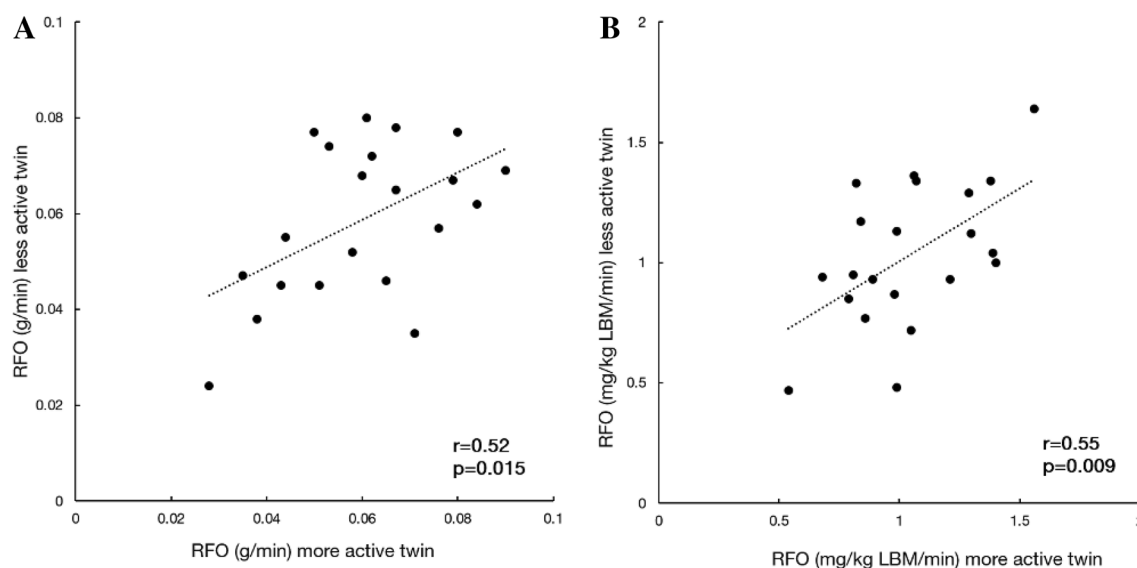 A
0.1
0.08
0.06
0.04
0.02
0
RFO (g/min) less active twin
r=0.52
p=0.015
0
0.02
0.04
0.06
0.08
0.1
RFO (g/min) more active twin
B
2
1.5
1
0.5
0
RFO (mg/kg LBM/min) less active twin
r=0.55
p=0.009
0
0.5
1
1.5
RFO (mg/kg LBM/min) more active twin